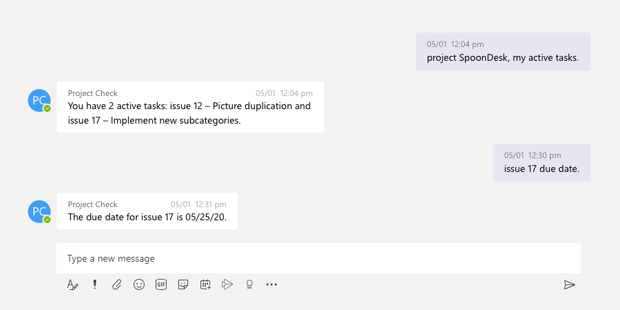 05/01 12:04 pm
project SpoonDesk, my active tasks.
PC
Project Check 05/01 12:04 pm
You have 2 active tasks: issue 12 – Picture duplication and
issue 17 – Implement new subcategories.
05/01 12:30 pm
issue 17 due date.
PC
Project Check 05/01 12:31 pm
The due date for issue 17 is 05/25/20.
Type a new message
GIF